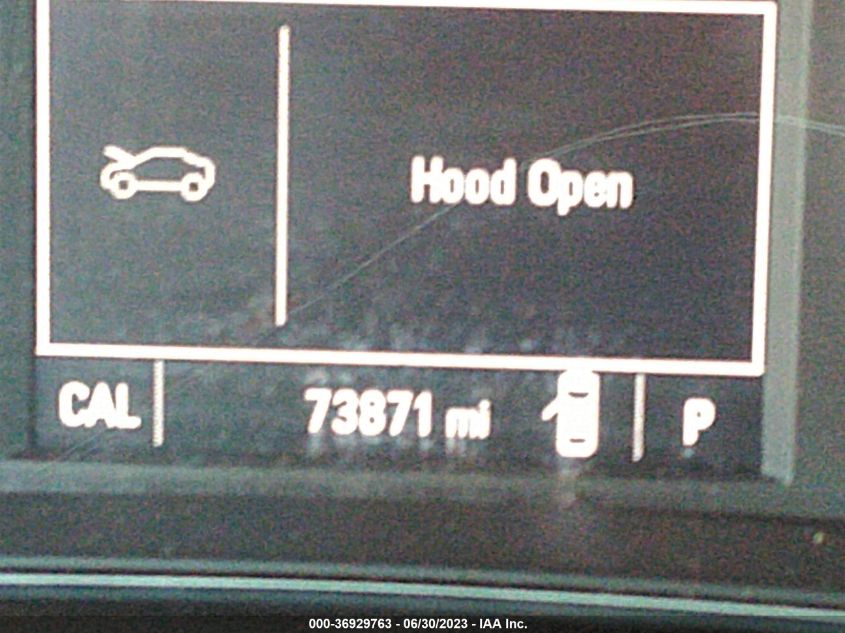 Hood Open
CAL 73871 mi P
000-36929763 - 06/30/2023 - IAA Inc.